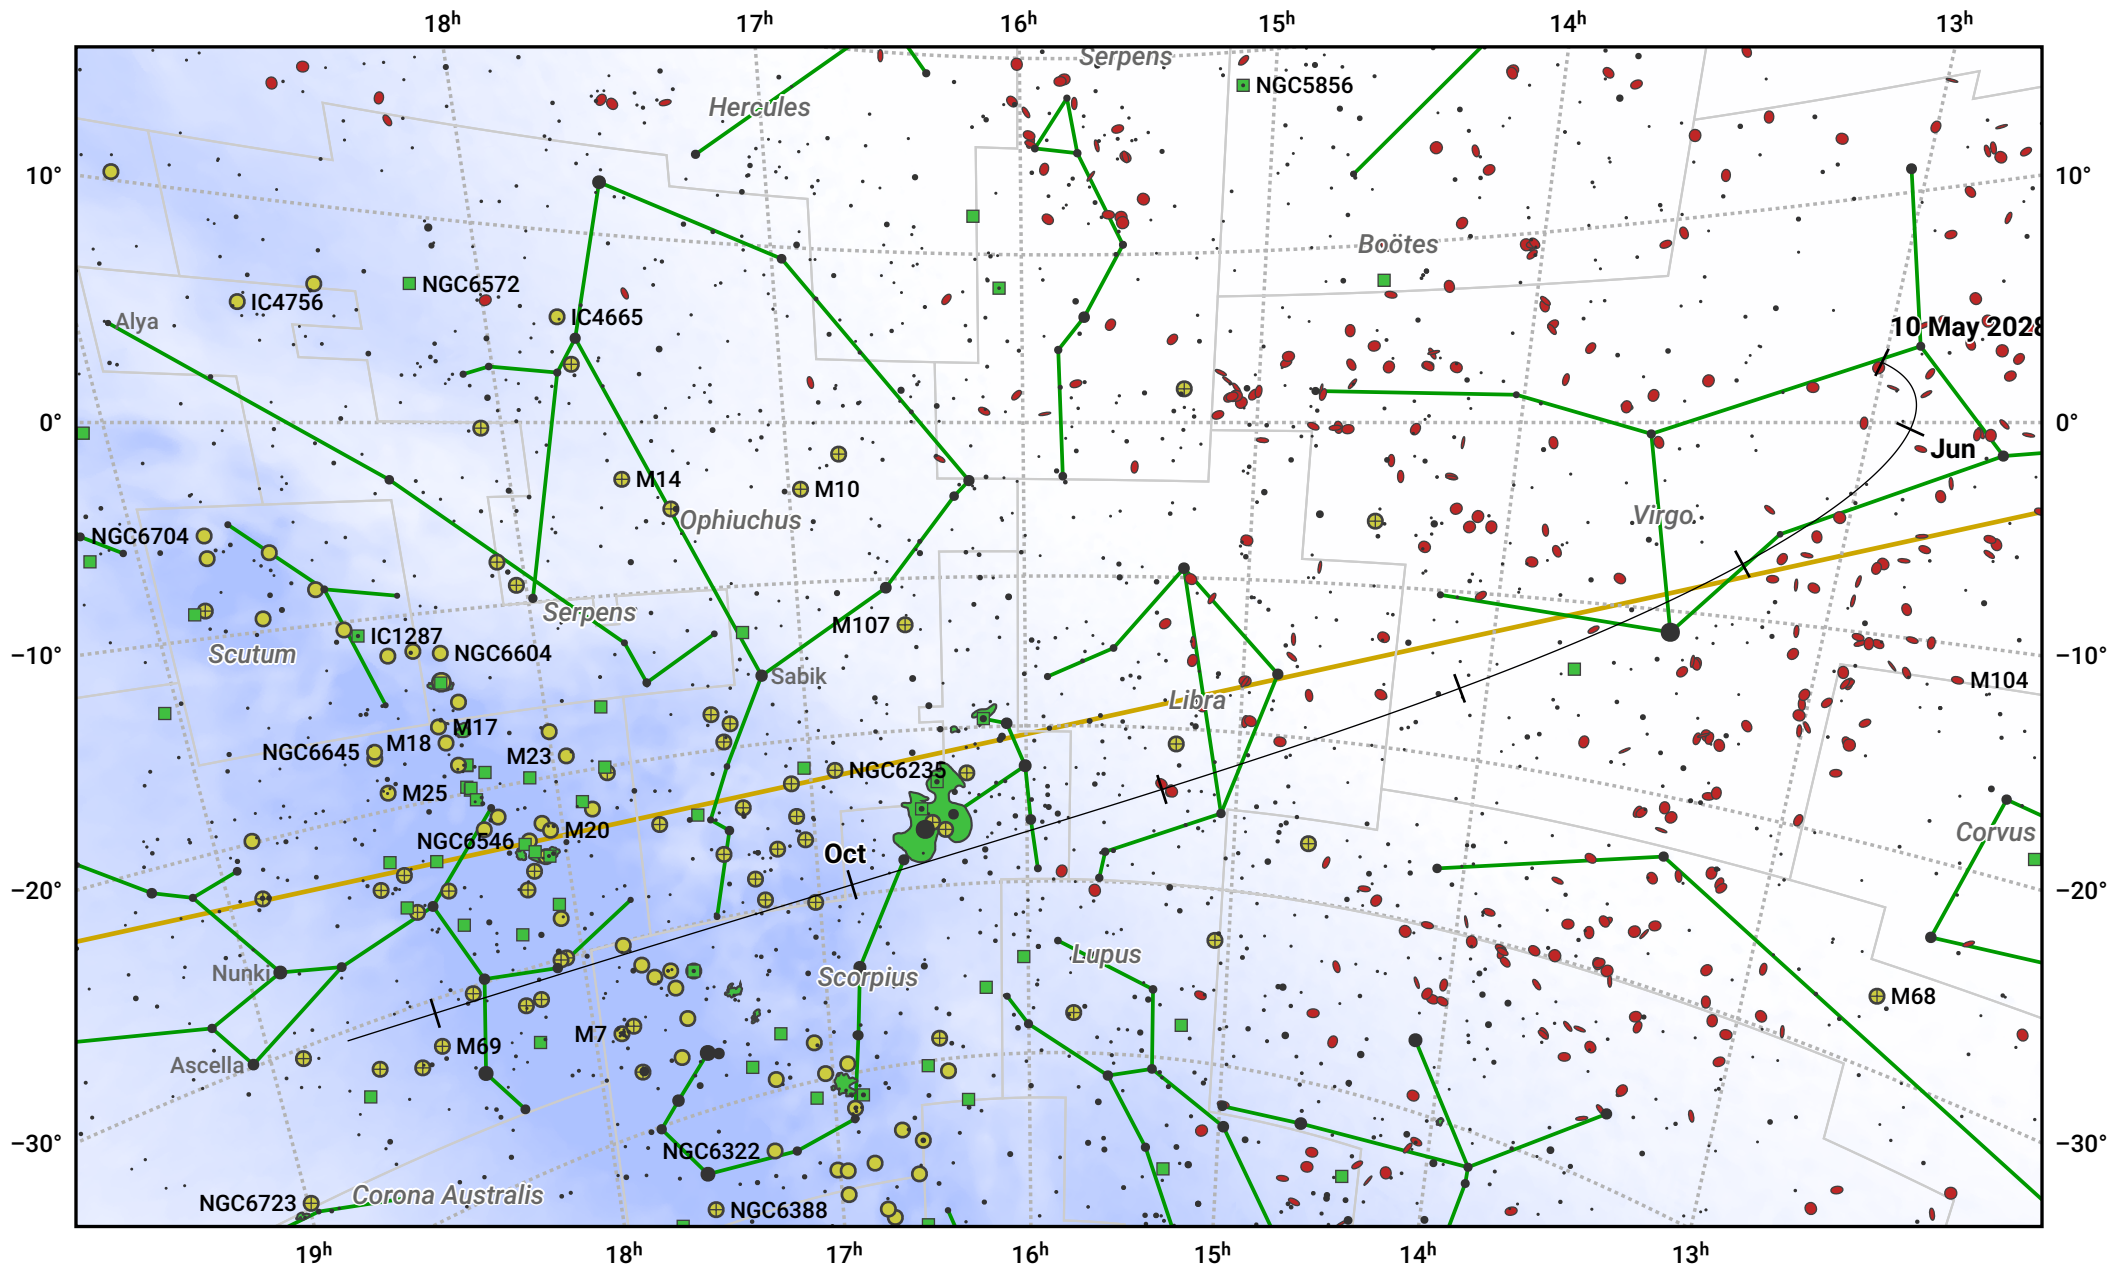 18h 17h 16h 15h 14h 13h
Serpens
NGC5856
Hercules
10° 10°
Boötes
NGC6572
IC4756
IC4665
Alya
10 May 2028
0° 0°
Jun
M14
M10
Ophiuchus
Virgo
NGC6704
Serpens
M107
IC1287
Scutum
NGC6604
−10° −10°
Sabik
M104
Libra
M17
M18
NGC6645
M23
NGC6235
M25
M20
Corvus
NGC6546
Oct
−20° −20°
Lupus
Nunki
Scorpius
M68
M7
M69
Ascella
−30° −30°
NGC6322
Corona Australis
NGC6723
NGC6388
19h 18h 17h 16h 15h 14h 13h